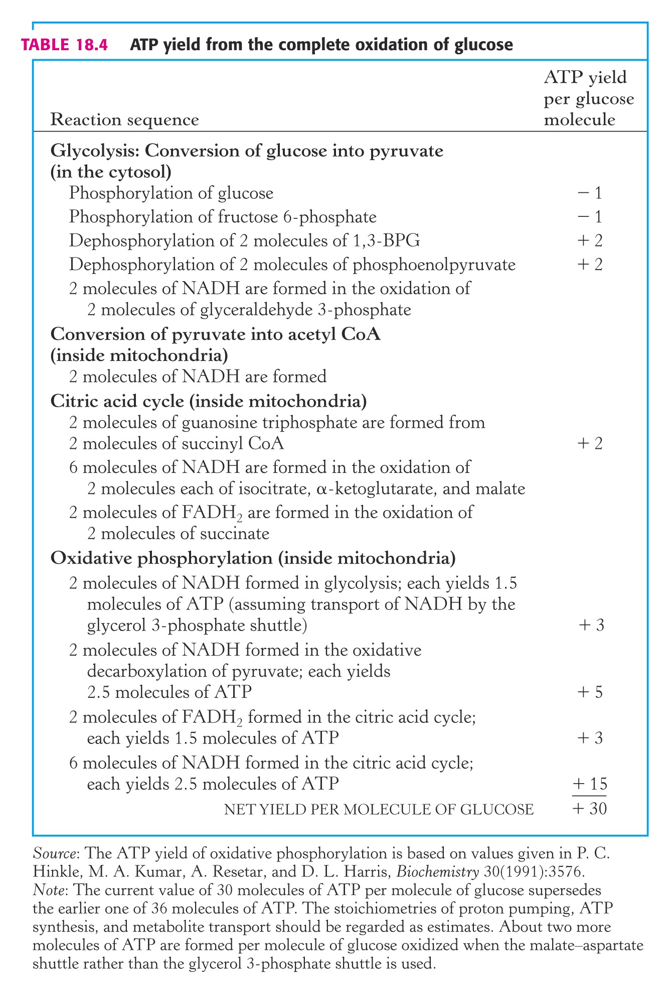 TABLE 18.4 ATP yield from the complete oxidation of glucose
ATP yield
per glucose
Reaction sequence molecule
Glycolysis: Conversion of glucose into pyruvate
(in the cytosol)
Phosphorylation of glucose − 1
Phosphorylation of fructose 6-phosphate − 1
Dephosphorylation of 2 molecules of 1,3-BPG + 2
Dephosphorylation of 2 molecules of phosphoenolpyruvate + 2
2 molecules of NADH are formed in the oxidation of
2 molecules of glyceraldehyde 3-phosphate
Conversion of pyruvate into acetyl CoA
(inside mitochondria)
2 molecules of NADH are formed
Citric acid cycle (inside mitochondria)
2 molecules of guanosine triphosphate are formed from
2 molecules of succinyl CoA + 2
6 molecules of NADH are formed in the oxidation of
2 molecules each of isocitrate, α-ketoglutarate, and malate
2 molecules of FADH₂ are formed in the oxidation of
2 molecules of succinate
Oxidative phosphorylation (inside mitochondria)
2 molecules of NADH formed in glycolysis; each yields 1.5
molecules of ATP (assuming transport of NADH by the
glycerol 3-phosphate shuttle) + 3
2 molecules of NADH formed in the oxidative
decarboxylation of pyruvate; each yields
2.5 molecules of ATP + 5
2 molecules of FADH₂ formed in the citric acid cycle;
each yields 1.5 molecules of ATP + 3
6 molecules of NADH formed in the citric acid cycle;
each yields 2.5 molecules of ATP + 15
NET YIELD PER MOLECULE OF GLUCOSE + 30
Source: The ATP yield of oxidative phosphorylation is based on values given in P. C.
Hinkle, M. A. Kumar, A. Resetar, and D. L. Harris, Biochemistry 30(1991):3576.
Note: The current value of 30 molecules of ATP per molecule of glucose supersedes
the earlier one of 36 molecules of ATP. The stoichiometries of proton pumping, ATP
synthesis, and metabolite transport should be regarded as estimates. About two more
molecules of ATP are formed per molecule of glucose oxidized when the malate–aspartate
shuttle rather than the glycerol 3-phosphate shuttle is used.